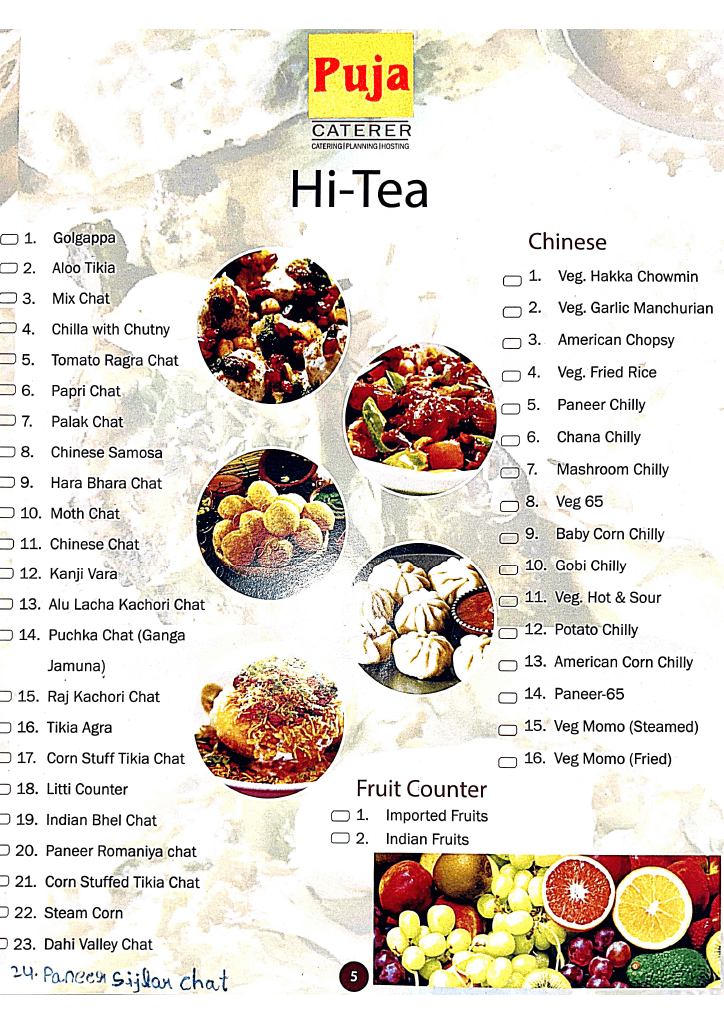 Puja
CATERER
CATERING|PLANNING|HOSTING
Hi-Tea
1. Golgappa
2. Aloo Tikia
3. Mix Chat
4. Chilla with Chutny
5. Tomato Ragra Chat
6. Papri Chat
7. Palak Chat
8. Chinese Samosa
9. Hara Bhara Chat
10. Moth Chat
11. Chinese Chat
12. Kanji Vara
13. Alu Lacha Kachori Chat
14. Puchka Chat (Ganga
Jamuna)
15. Raj Kachori Chat
16. Tikia Agra
17. Corn Stuff Tikia Chat
18. Litti Counter
19. Indian Bhel Chat
20. Paneer Romaniya chat
21. Corn Stuffed Tikia Chat
22. Steam Corn
23. Dahi Valley Chat
24. Paneer Sijlar chat
Chinese
1. Veg. Hakka Chowmin
2. Veg. Garlic Manchurian
3. American Chopsy
4. Veg. Fried Rice
5. Paneer Chilly
6. Chana Chilly
7. Mashroom Chilly
8. Veg 65
9. Baby Corn Chilly
10. Gobi Chilly
11. Veg. Hot & Sour
12. Potato Chilly
13. American Corn Chilly
14. Paneer-65
15. Veg Momo (Steamed)
16. Veg Momo (Fried)
Fruit Counter
1. Imported Fruits
2. Indian Fruits
5